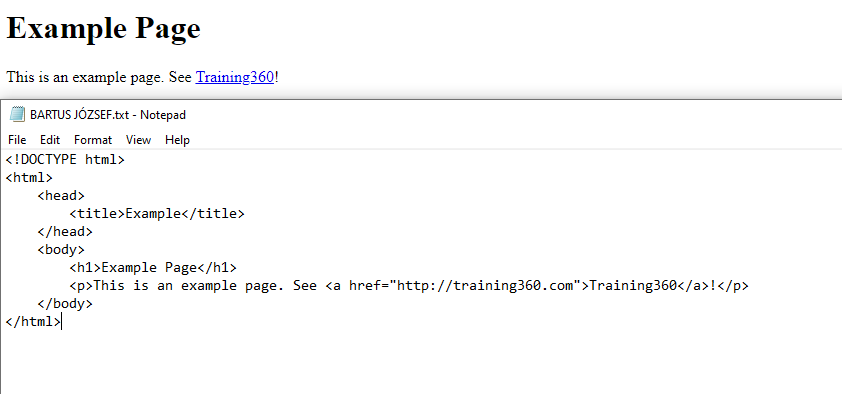 Example Page
This is an example page. See Training360!
BARTUS JÓZSEF.txt - Notepad
File Edit Format View Help
<!DOCTYPE html>
<html>
    <head>
        <title>Example</title>
    </head>
    <body>
        <h1>Example Page</h1>
        <p>This is an example page. See <a href="http://training360.com">Training360</a>!</p>
    </body>
</html>